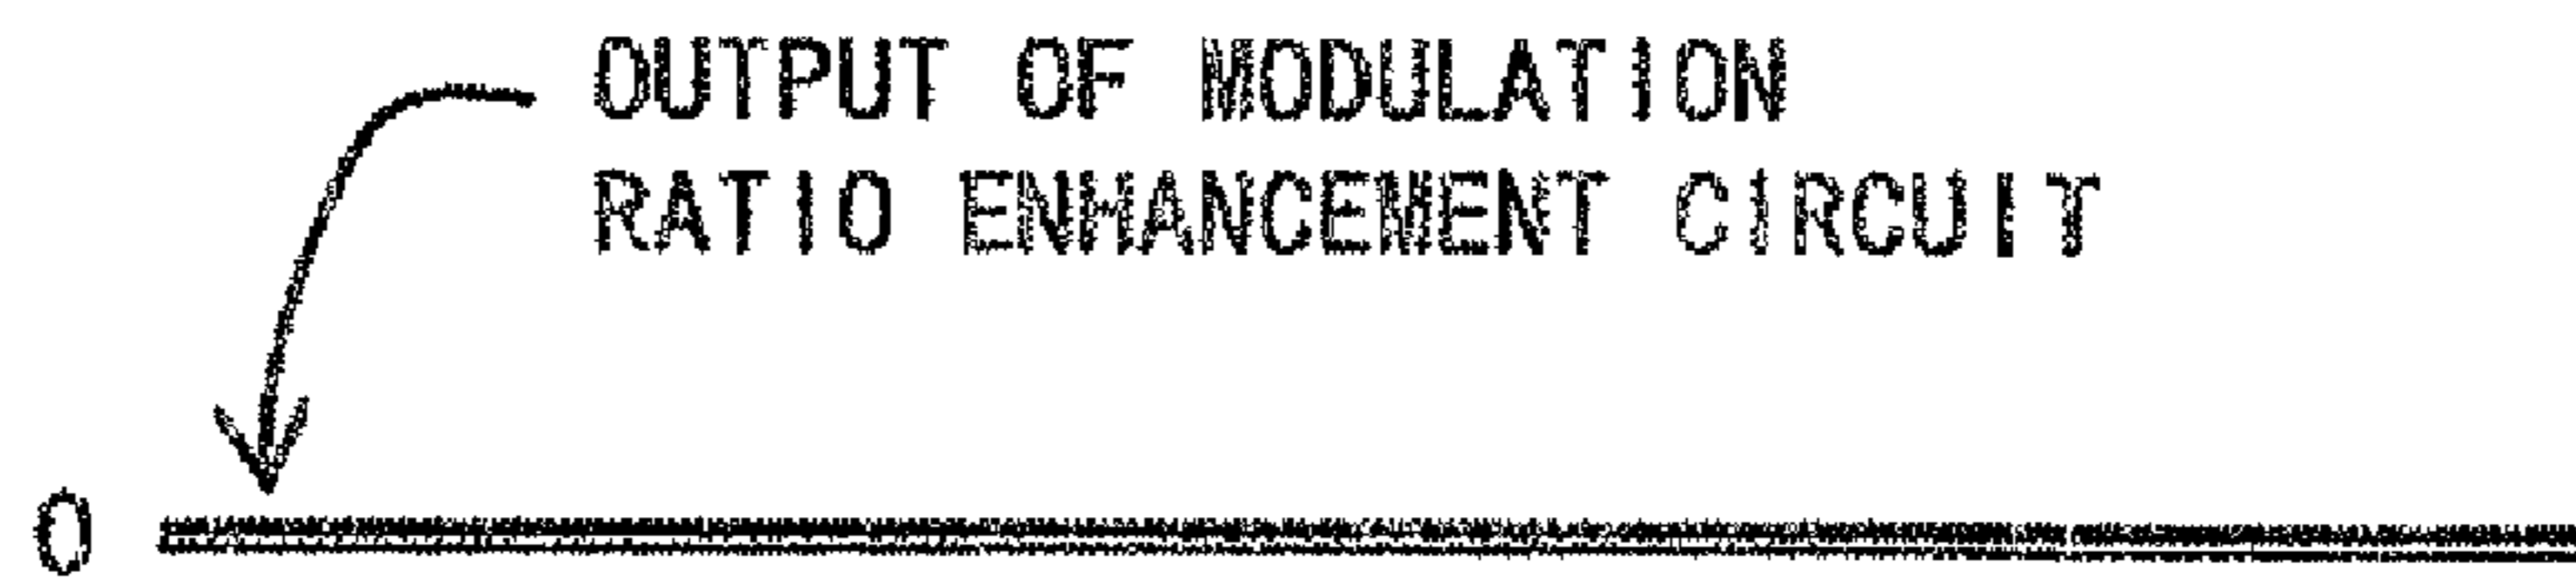 OUTPUT OF MODULATION
RATIO ENHANCEMENT CIRCUIT
0